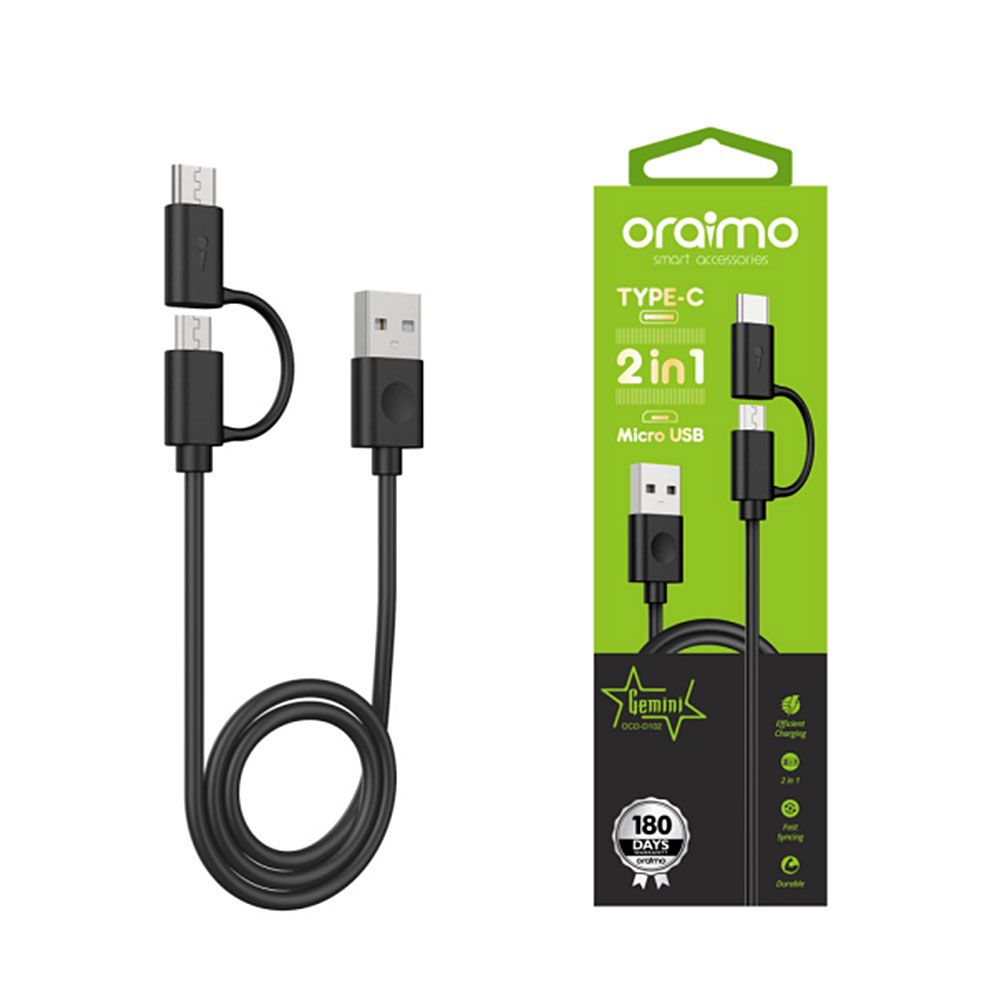 oraimo
smart accessories
TYPE-C
2 in 1
Micro USB
Gemini
OCD-D102
Efficient
Charging
2 in 1
Fast
Syncing
Durable
180
DAYS
WARRANTY
oraimo